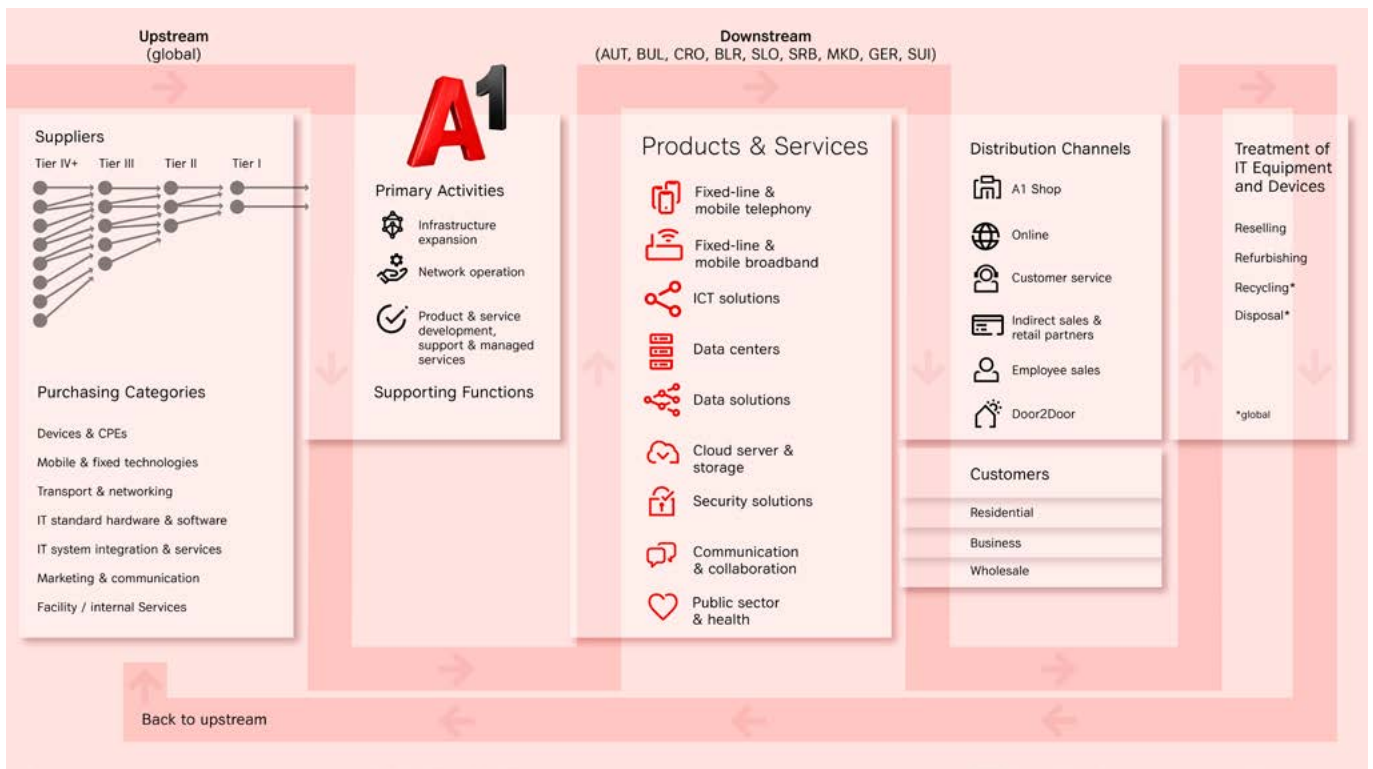 Upstream
(global)
Downstream
(AUT, BUL, CRO, BLR, SLO, SRB, MKD, GER, SUI)
Suppliers
Tier IV+ Tier III Tier II Tier I
Purchasing Categories
Devices & CPEs
Mobile & fixed technologies
Transport & networking
IT standard hardware & software
IT system integration & services
Marketing & communication
Facility / internal Services
A1
Primary Activities
Infrastructure
expansion
Network operation
Product & service
development,
support & managed
services
Supporting Functions
Products & Services
Fixed-line &
mobile telephony
Fixed-line &
mobile broadband
ICT solutions
Data centers
Data solutions
Cloud server &
storage
Security solutions
Communication
& collaboration
Public sector
& health
Distribution Channels
A1 Shop
Online
Customer service
Indirect sales &
retail partners
Employee sales
Door2Door
Customers
Residential
Business
Wholesale
Treatment of
IT Equipment
and Devices
Reselling
Refurbishing
Recycling*
Disposal*
*global
Back to upstream